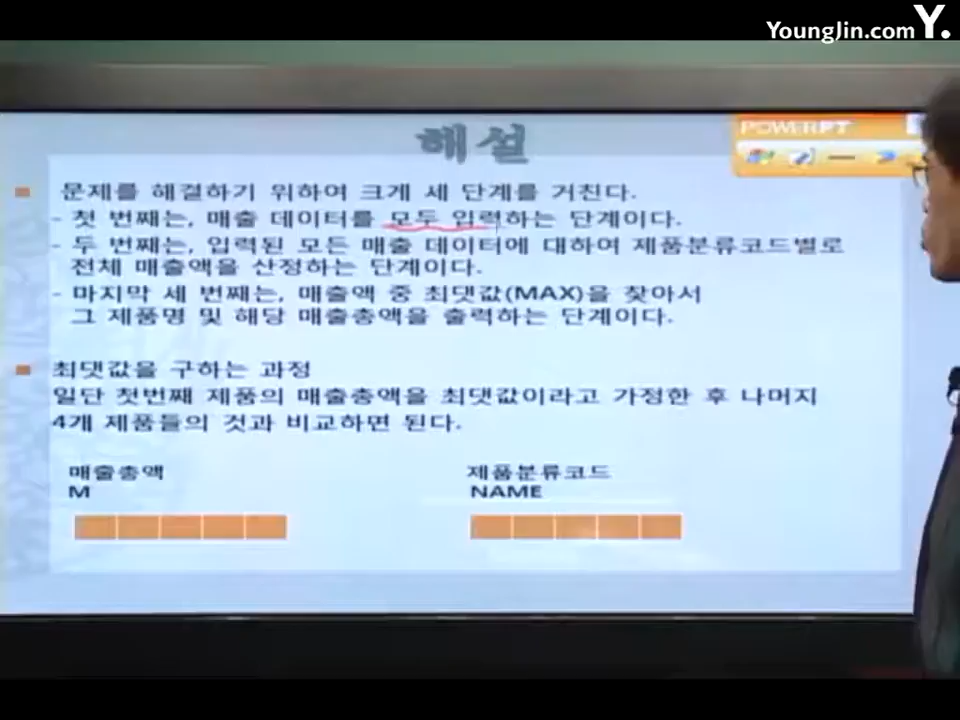 YoungJin.com Y.
해설
POWERPT
문제를 해결하기 위하여 크게 세 단계를 거친다.
- 첫 번째는, 매출 데이터를 모두 입력하는 단계이다.
- 두 번째는, 입력된 모든 매출 데이터에 대하여 제품분류코드별로
전체 매출액을 산정하는 단계이다.
- 마지막 세 번째는, 매출액 중 최댓값(MAX)을 찾아서
그 제품명 및 해당 매출총액을 출력하는 단계이다.
최댓값을 구하는 과정
일단 첫번째 제품의 매출총액을 최댓값이라고 가정한 후 나머지
4개 제품들의 것과 비교하면 된다.
매출총액
M
제품분류코드
NAME